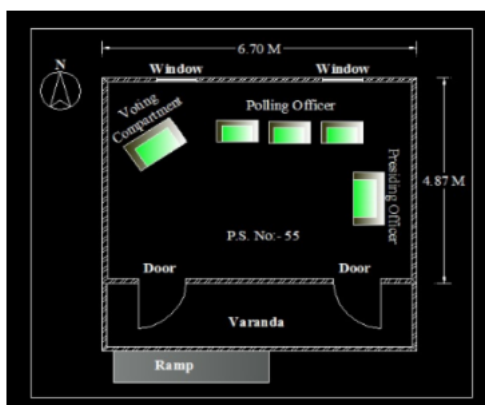 6.70 M
N
Window
Window
Voting
Compartment
Polling Officer
Presiding Officer
4.87 M
P.S. No:- 55
Door
Door
Varanda
Ramp